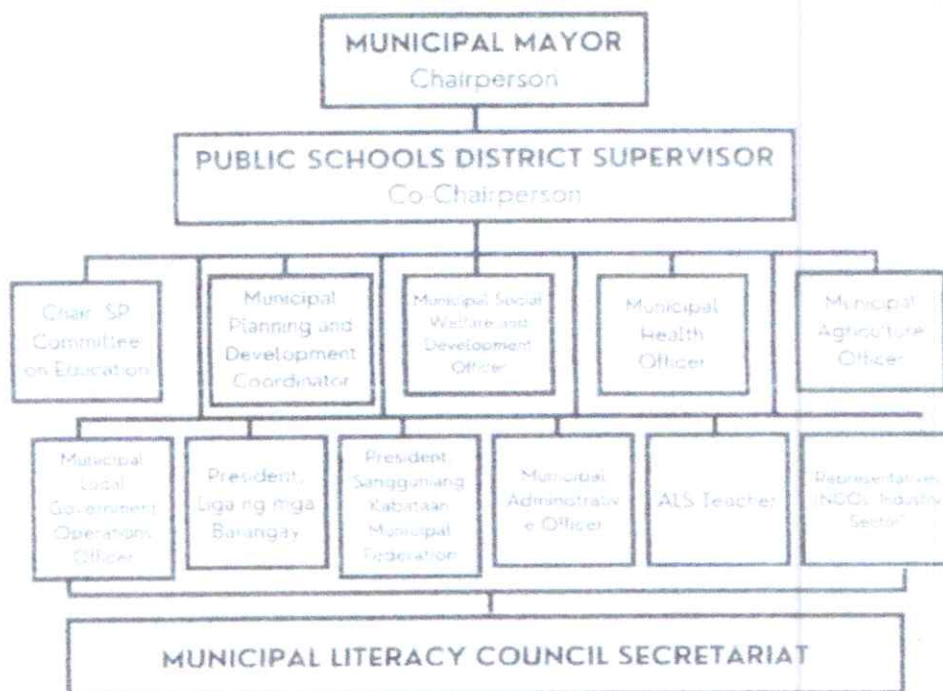 MUNICIPAL MAYOR
Chairperson
PUBLIC SCHOOLS DISTRICT SUPERVISOR
Co-Chairperson
Chair SP
Committee
on Education
Municipal
Planning and
Development
Coordinator
Municipal Social
Welfare and
Development
Officer
Municipal
Health
Officer
Municipal
Agriculture
Officer
Municipal
Local
Government
Operations
Officer
President,
Liga ng mga
Barangay
President,
Sangguniang
Kabataan
Municipal
Federation
Municipal
Administrativ
e Officer
ALS Teacher
Representatives
(NGOs, Industry
Sector
MUNICIPAL LITERACY COUNCIL SECRETARIAT